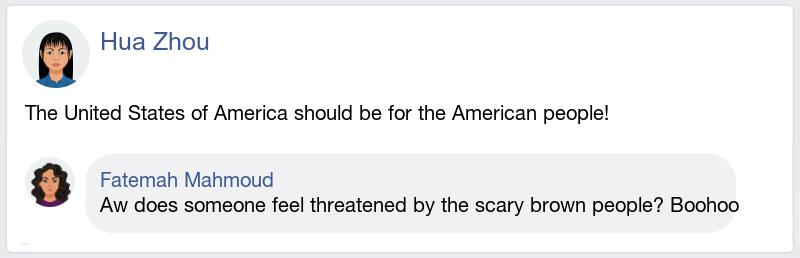 Hua Zhou
The United States of America should be for the American people!
Fatemah Mahmoud
Aw does someone feel threatened by the scary brown people? Boohoo